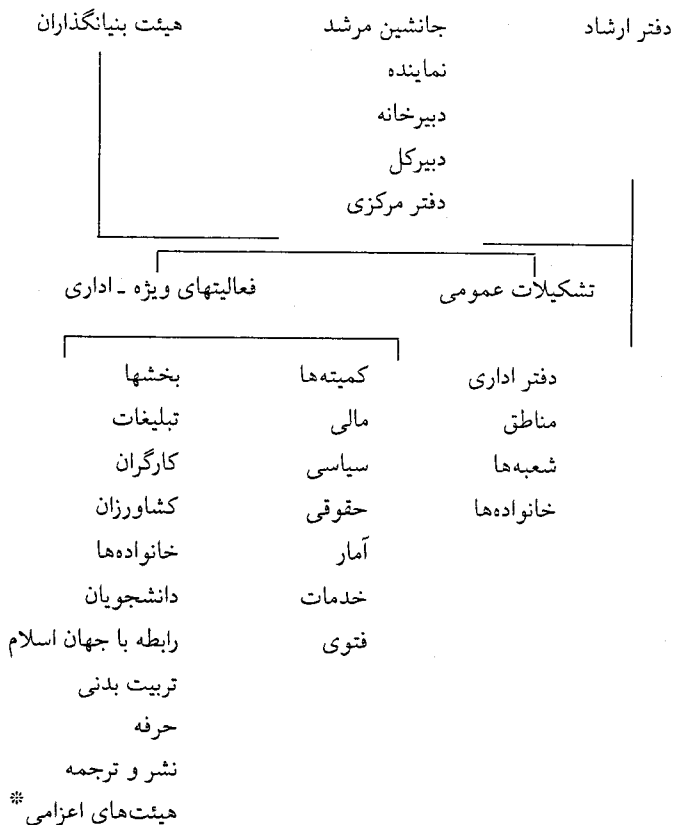 دفتر ارشاد جانشین مرشد هیئت بنیانگذاران
نماینده
دبیرخانه
دبیرکل
دفتر مرکزی
تشکیلات عمومی فعالیتهای ویژه ـ اداری
دفتر اداری کمیته‌ها بخشها
مناطق مالی تبلیغات
شعبه‌ها سیاسی کارگران
خانواده‌ها حقوقی کشاورزان
آمار خانواده‌ها
خدمات دانشجویان
فتوی رابطه با جهان اسلام
تربیت بدنی
حرفه
نشر و ترجمه
هیئت‌های اعزامی*